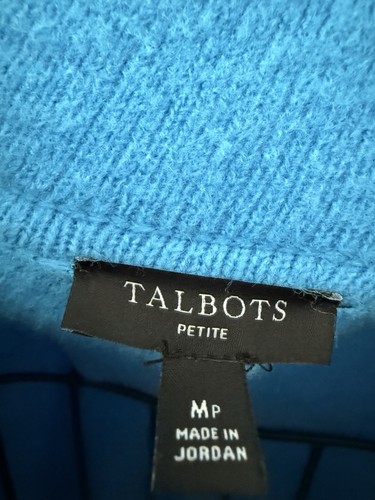 TALBOTS
PETITE
MP
MADE IN
JORDAN